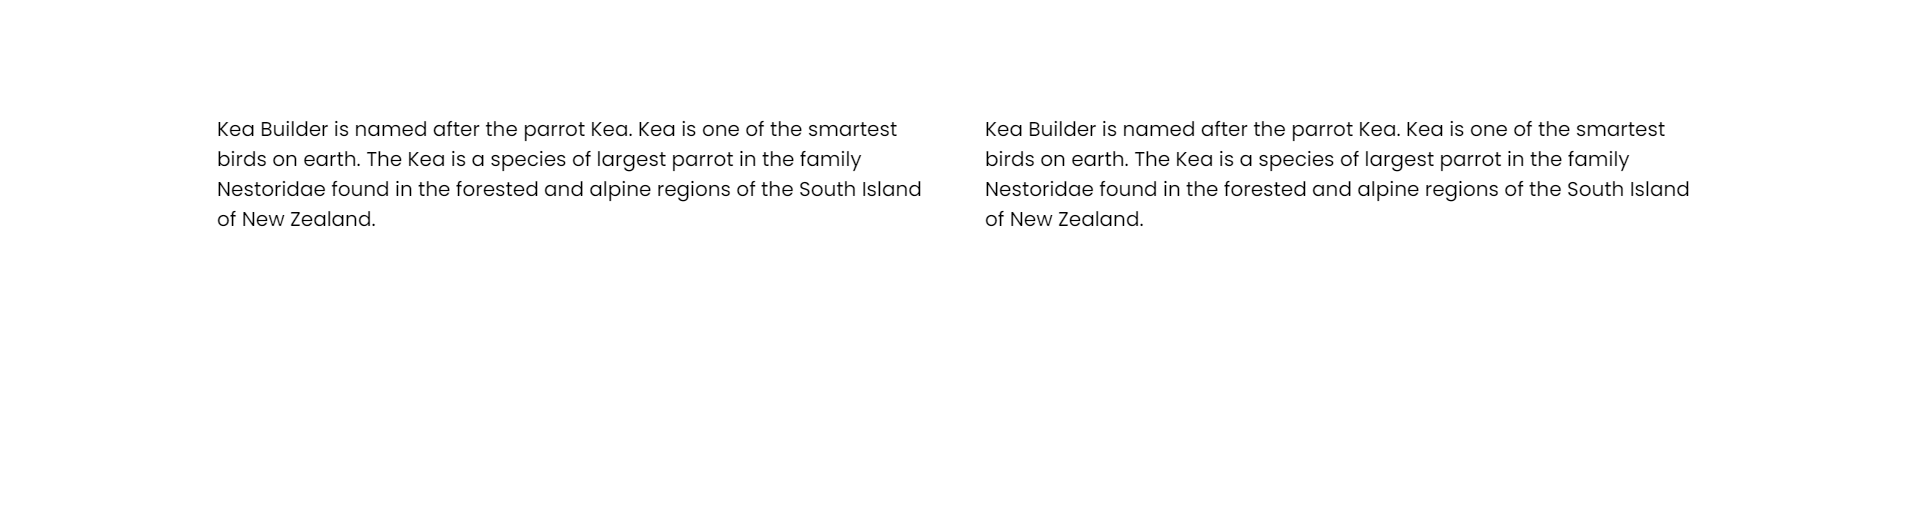 Kea Builder is named after the parrot Kea. Kea is one of the smartest
birds on earth. The Kea is a species of largest parrot in the family
Nestoridae found in the forested and alpine regions of the South Island
of New Zealand.
Kea Builder is named after the parrot Kea. Kea is one of the smartest
birds on earth. The Kea is a species of largest parrot in the family
Nestoridae found in the forested and alpine regions of the South Island
of New Zealand.